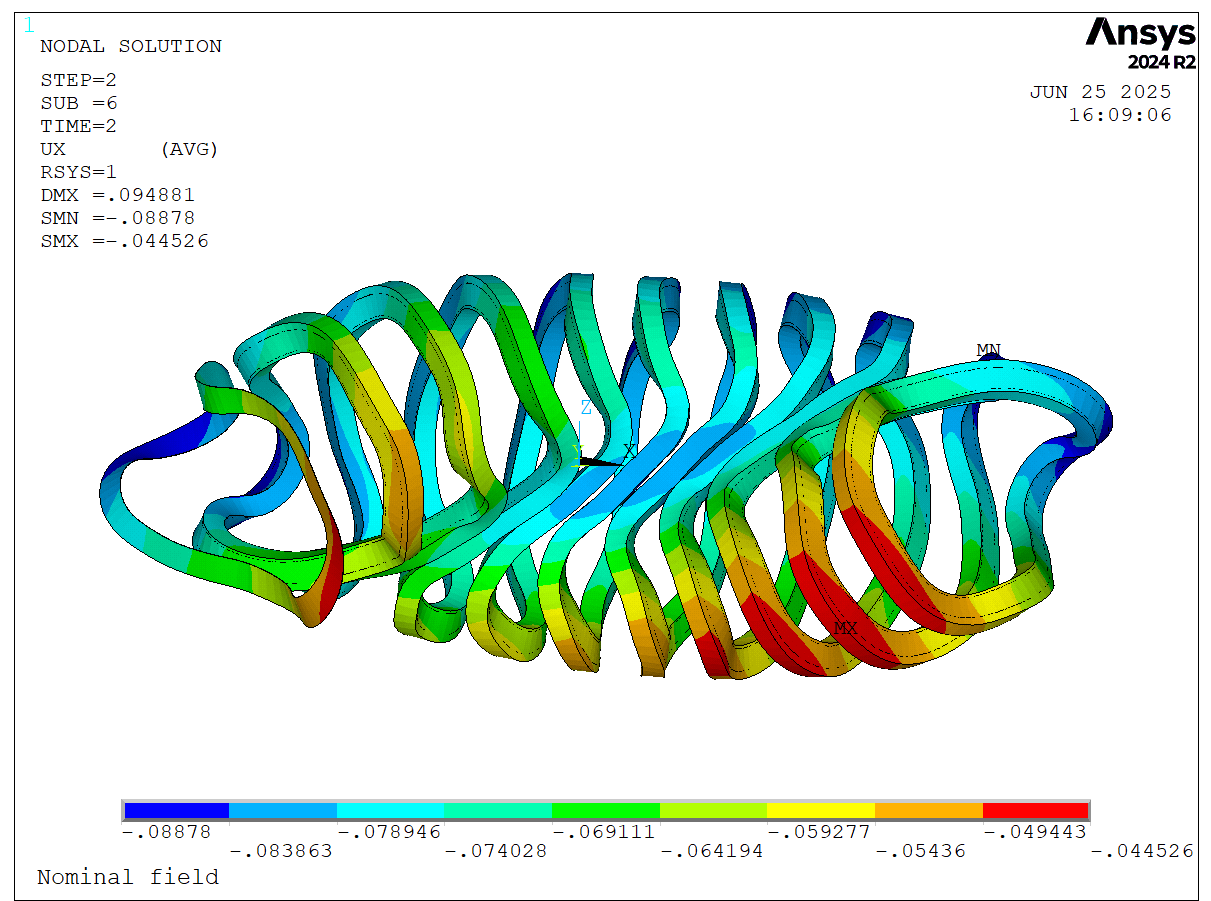 1
NODAL SOLUTION
STEP=2
SUB =6
TIME=2
UX (AVG)
RSYS=1
DMX =.094881
SMN =-.08878
SMX =-.044526
Ansys
2024 R2
JUN 25 2025
16:09:06
MN
Z
Y X
MX
-.08878 -.078946 -.069111 -.059277 -.049443
-.083863 -.074028 -.064194 -.05436 -.044526
Nominal field